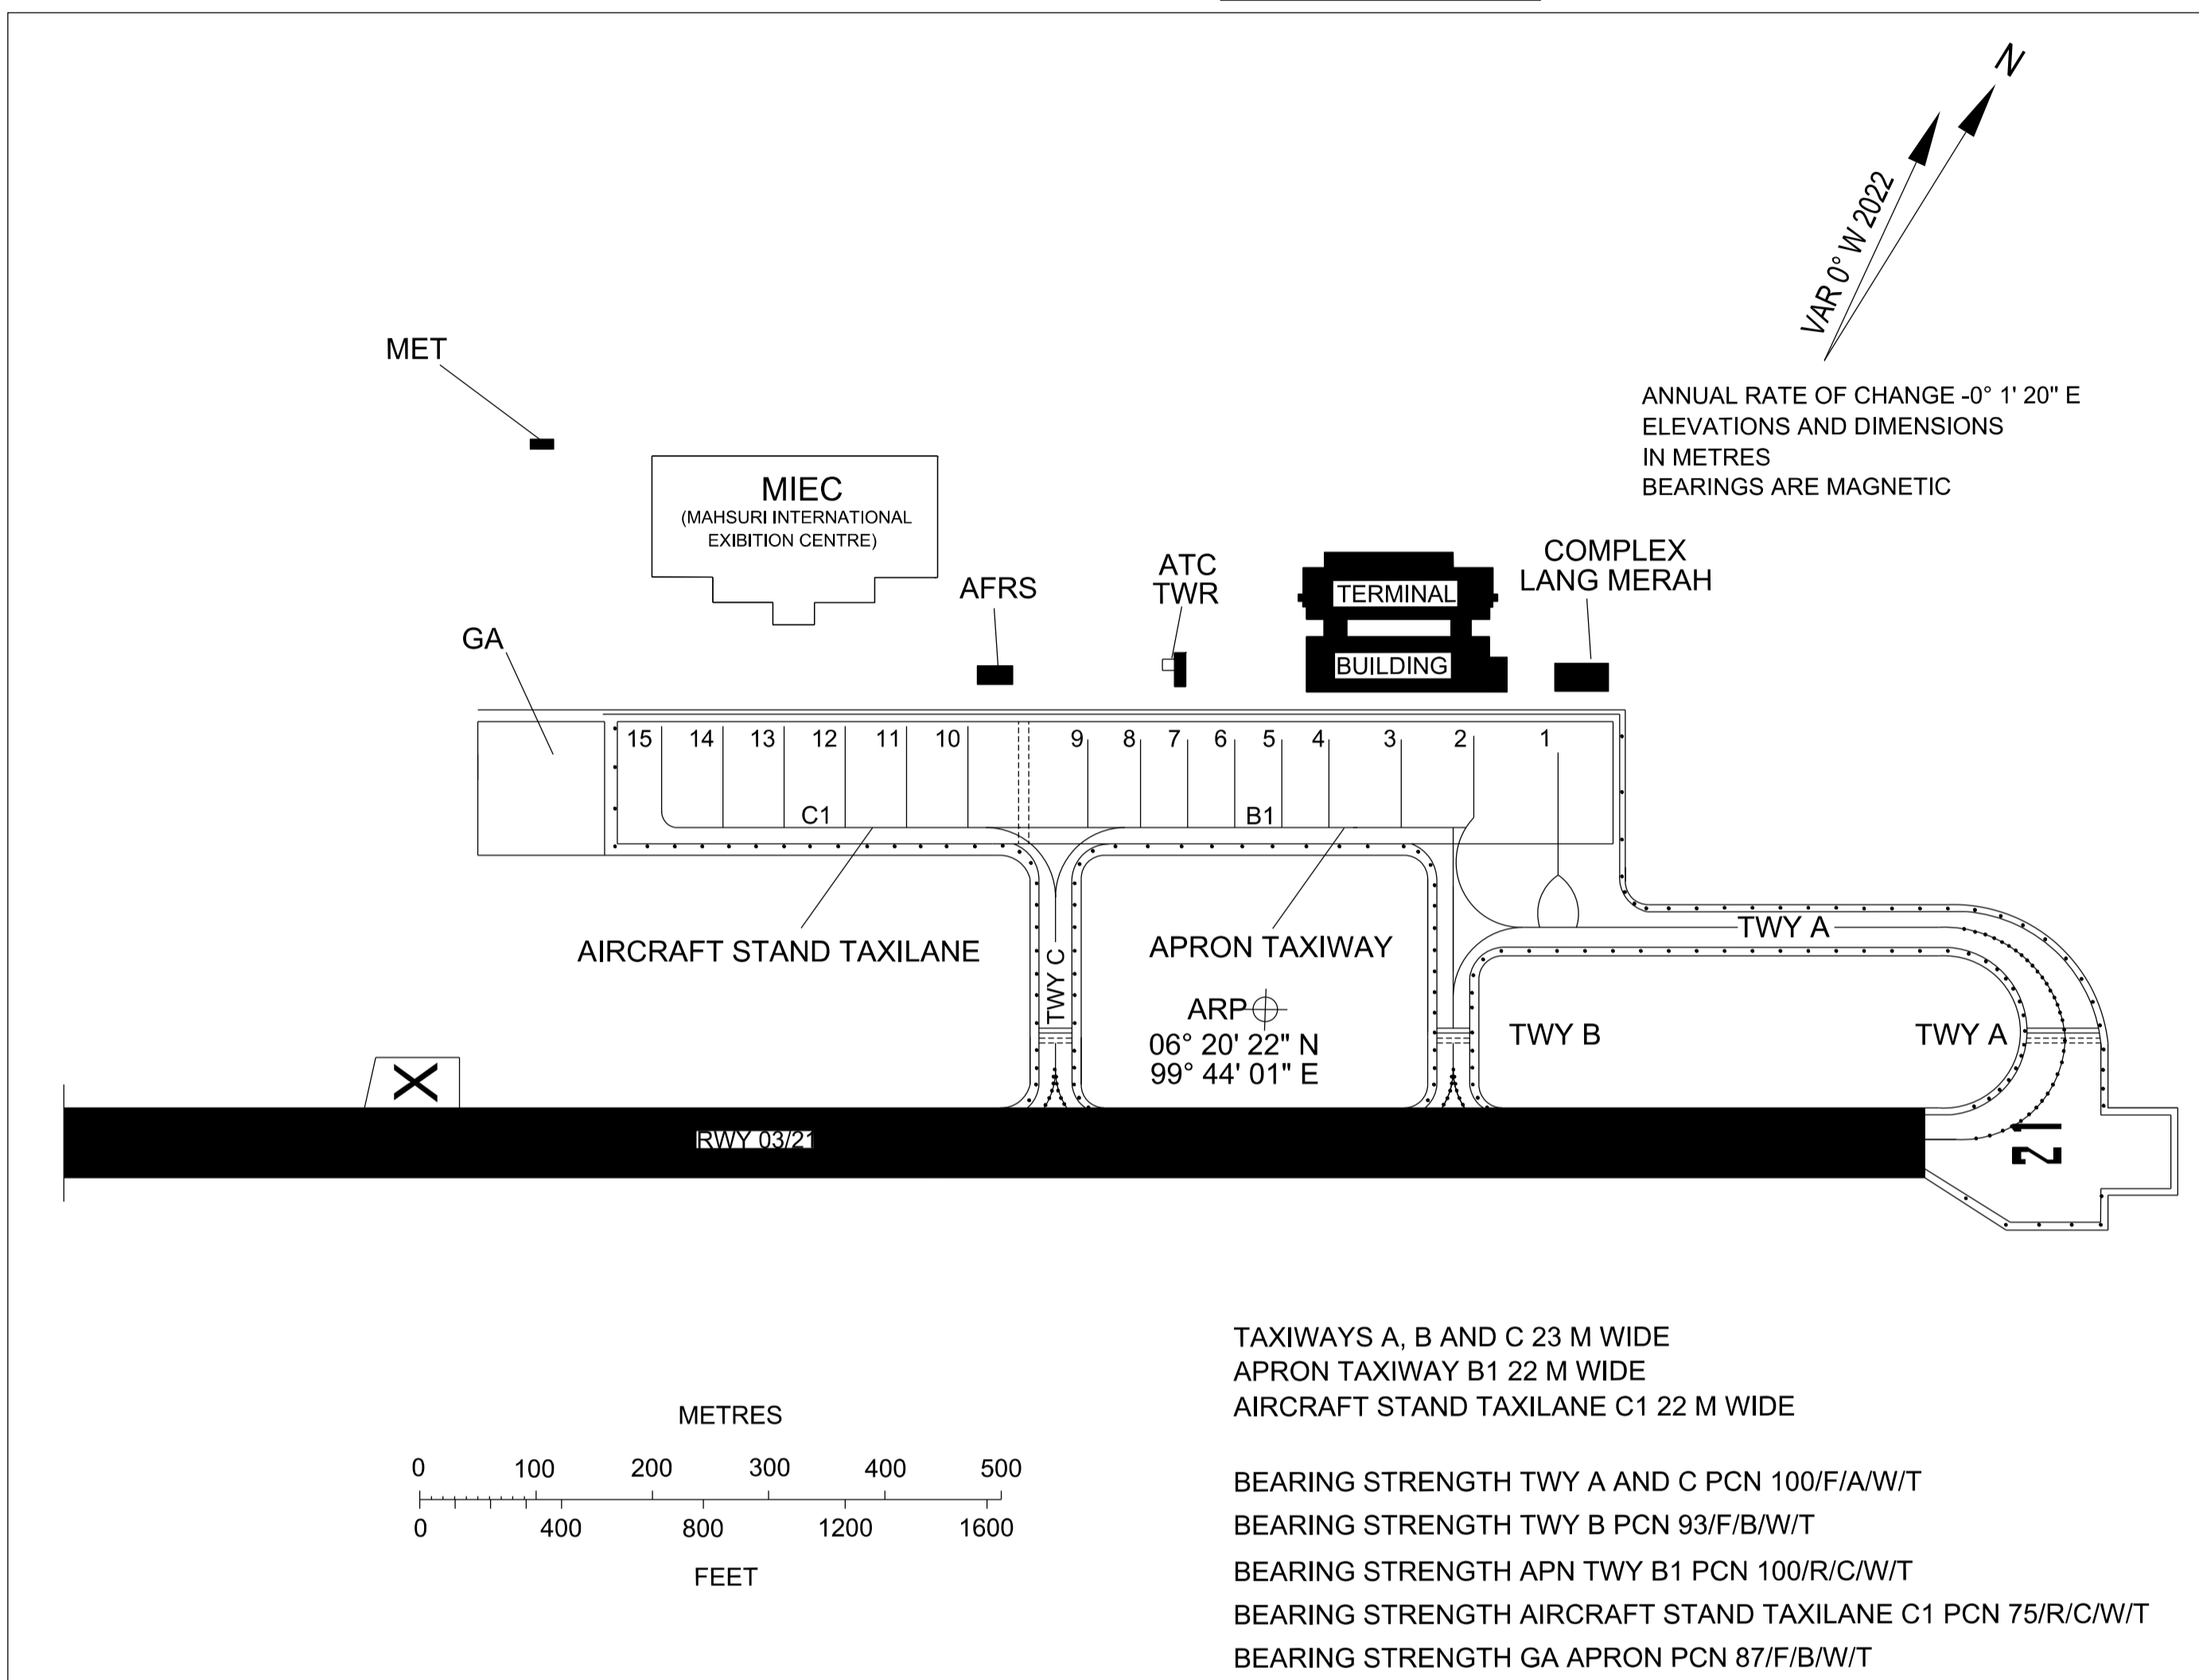 N
VAR 0° W 2022
ANNUAL RATE OF CHANGE -0° 1' 20" E
ELEVATIONS AND DIMENSIONS
IN METRES
BEARINGS ARE MAGNETIC
MET
MIEC
(MAHSURI INTERNATIONAL
EXIBITION CENTRE)
AFRS
ATC
TWR
TERMINAL
BUILDING
COMPLEX
LANG MERAH
GA
15 14 13 12 11 10 9 8 7 6 5 4 3 2 1
C1
B1
AIRCRAFT STAND TAXILANE
TWY C
APRON TAXIWAY
TWY A
ARP
06° 20' 22" N
99° 44' 01" E
TWY B
TWY A
X
RWY 03/21
21
TAXIWAYS A, B AND C 23 M WIDE
APRON TAXIWAY B1 22 M WIDE
AIRCRAFT STAND TAXILANE C1 22 M WIDE
METRES
0 100 200 300 400 500
0 400 800 1200 1600
FEET
BEARING STRENGTH TWY A AND C PCN 100/F/A/W/T
BEARING STRENGTH TWY B PCN 93/F/B/W/T
BEARING STRENGTH APN TWY B1 PCN 100/R/C/W/T
BEARING STRENGTH AIRCRAFT STAND TAXILANE C1 PCN 75/R/C/W/T
BEARING STRENGTH GA APRON PCN 87/F/B/W/T